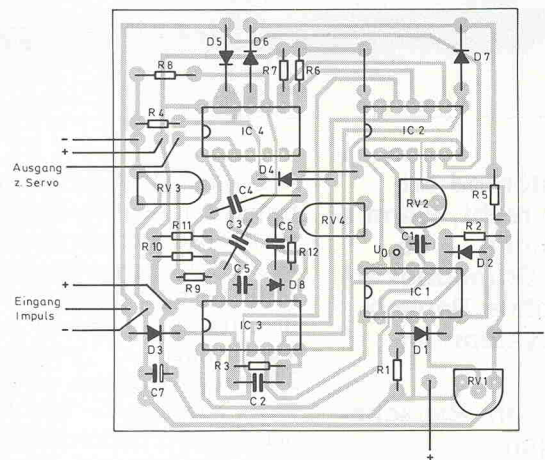 D5 D6 D7
R8 R7 R6
R4
IC 4 IC 2
-
+
Ausgang
z. Servo
D4
RV 3 C4 RV 2 R5
R11 C3 C6 RV 4 C1 R2
R10 R12 U₀ D2
R9 C5 D8
+
Eingang
Impuls
-
IC 3 IC 1
D3 D1
R3 R1 RV1
C7 C2
-
+